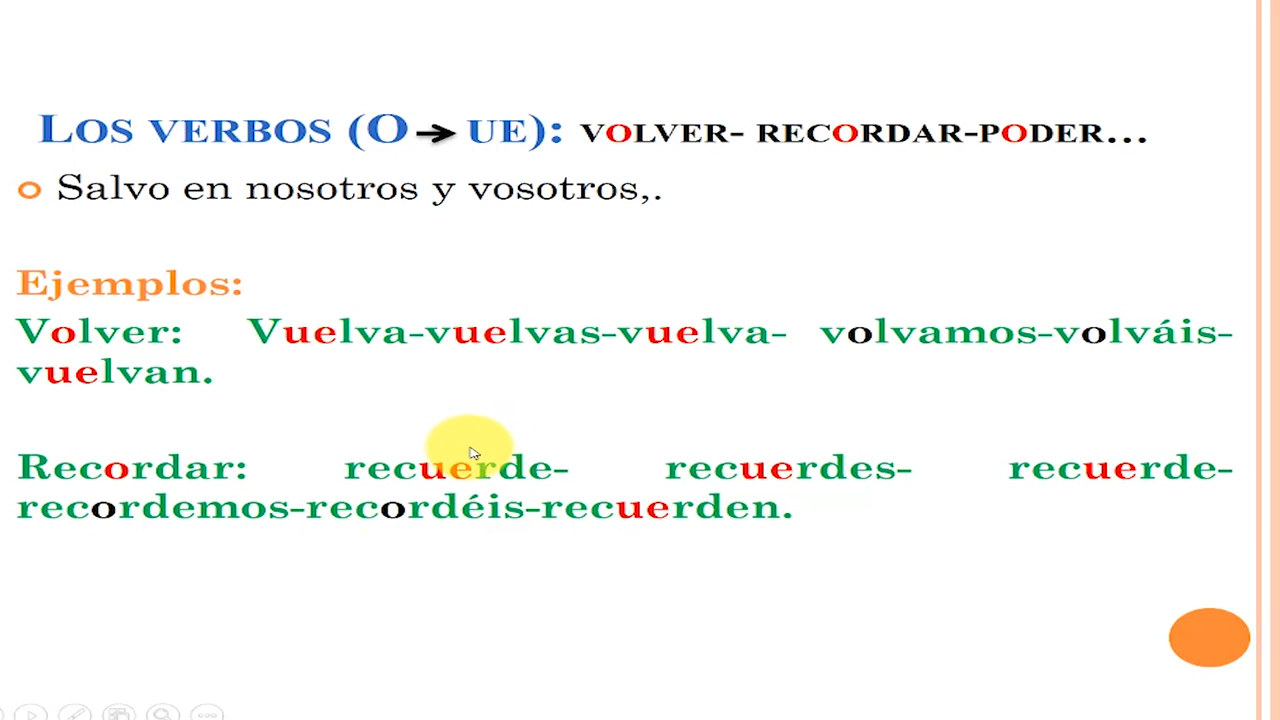 LOS VERBOS (O → UE): VOLVER- RECORDAR-PODER...
Salvo en nosotros y vosotros,.
Ejemplos:
Volver: Vuelva-vuelvas-vuelva- volvamos-volváis-
vuelvan.
Recordar: recuerde- recuerdes- recuerde-
recordemos-recordéis-recuerden.